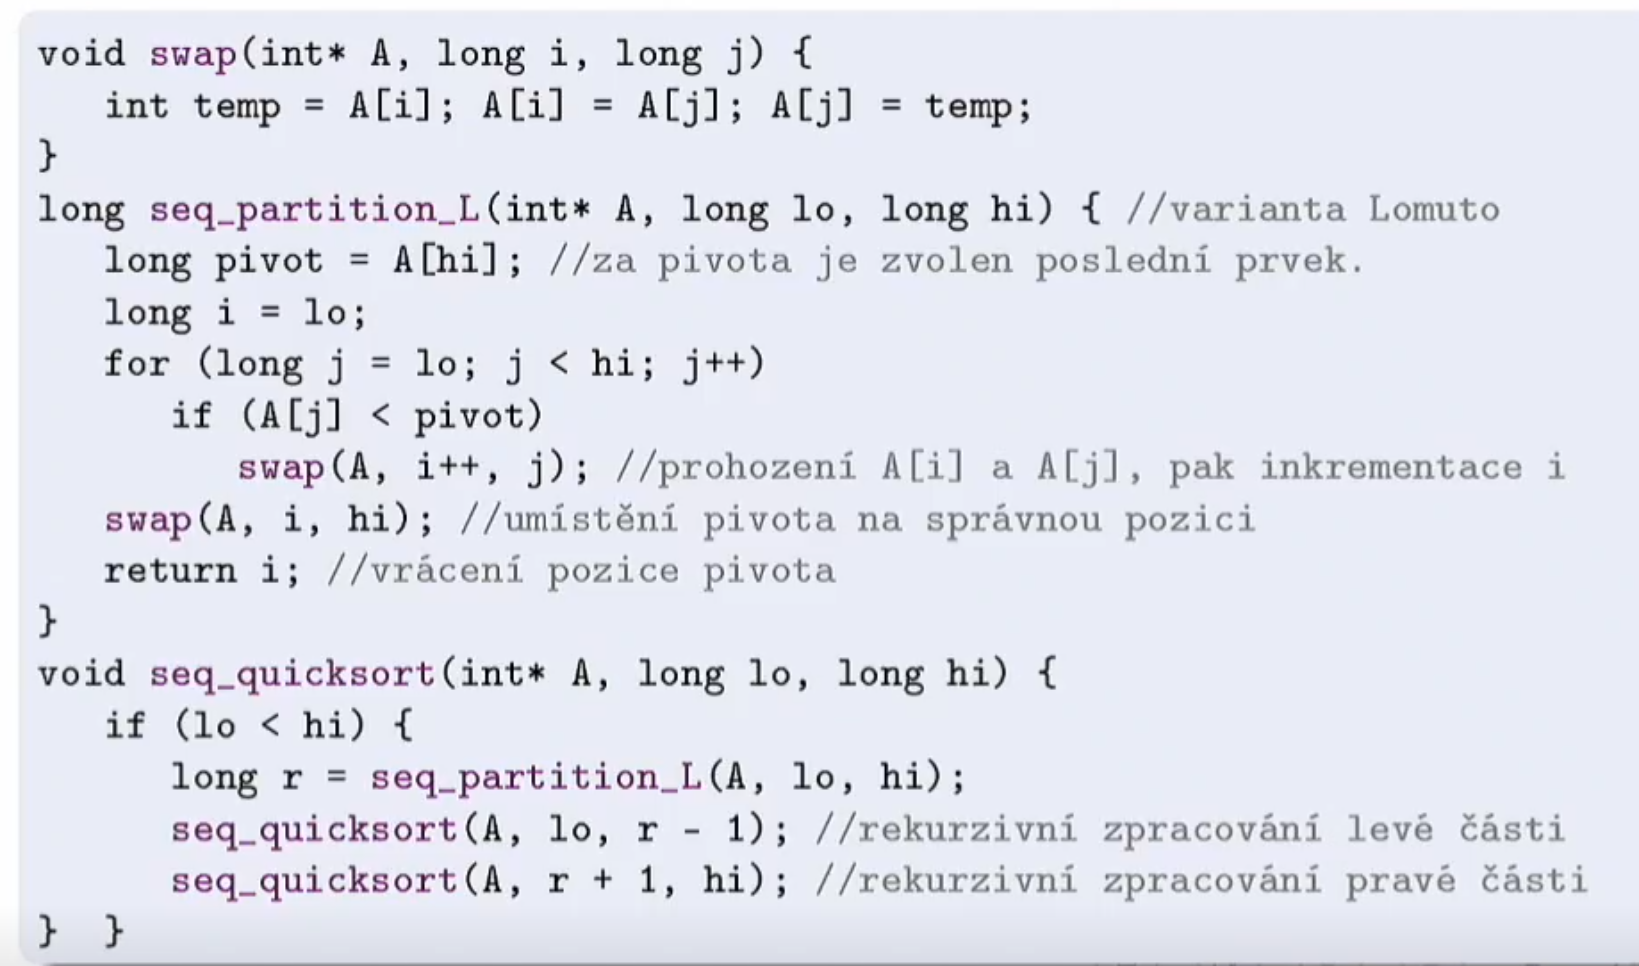 void swap(int* A, long i, long j) {
int temp = A[i]; A[i] = A[j]; A[j] = temp;
}
long seq_partition_L(int* A, long lo, long hi) { //varianta Lomuto
long pivot = A[hi]; //za pivota je zvolen poslední prvek.
long i = lo;
for (long j = lo; j < hi; j++)
if (A[j] < pivot)
swap(A, i++, j); //prohození A[i] a A[j], pak inkrementace i
swap(A, i, hi); //umístění pivota na správnou pozici
return i; //vrácení pozice pivota
}
void seq_quicksort(int* A, long lo, long hi) {
if (lo < hi) {
long r = seq_partition_L(A, lo, hi);
seq_quicksort(A, lo, r - 1); //rekurzivní zpracování levé části
seq_quicksort(A, r + 1, hi); //rekurzivní zpracování pravé části
} }